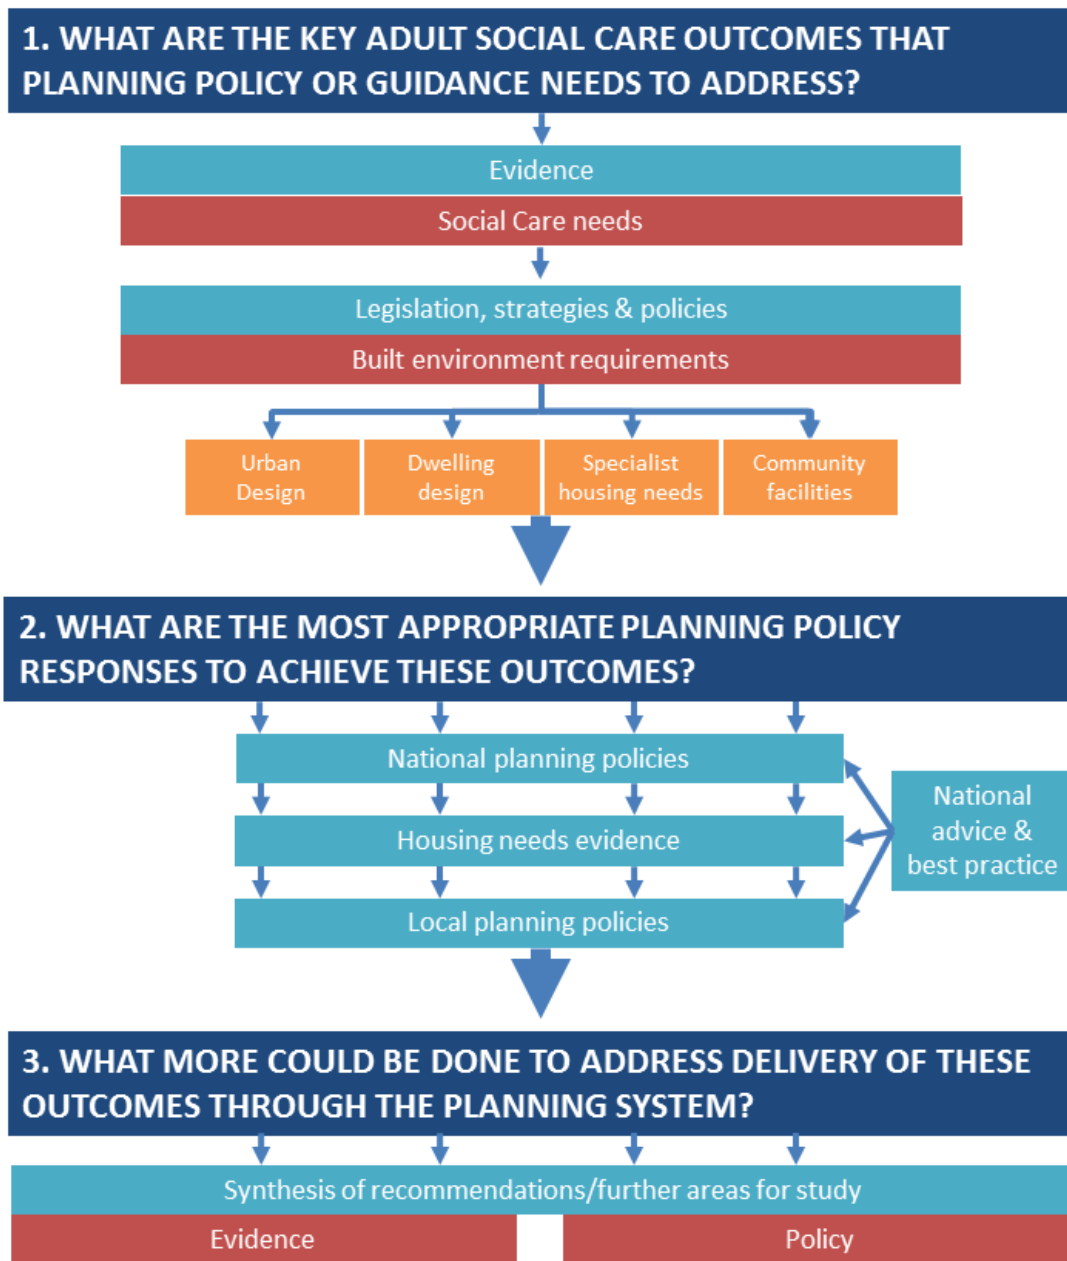 1. WHAT ARE THE KEY ADULT SOCIAL CARE OUTCOMES THAT
PLANNING POLICY OR GUIDANCE NEEDS TO ADDRESS?
Evidence
Social Care needs
Legislation, strategies & policies
Built environment requirements
Urban
Design
Dwelling
design
Specialist
housing needs
Community
facilities
2. WHAT ARE THE MOST APPROPRIATE PLANNING POLICY
RESPONSES TO ACHIEVE THESE OUTCOMES?
National planning policies
Housing needs evidence
Local planning policies
National
advice &
best practice
3. WHAT MORE COULD BE DONE TO ADDRESS DELIVERY OF THESE
OUTCOMES THROUGH THE PLANNING SYSTEM?
Synthesis of recommendations/further areas for study
Evidence
Policy